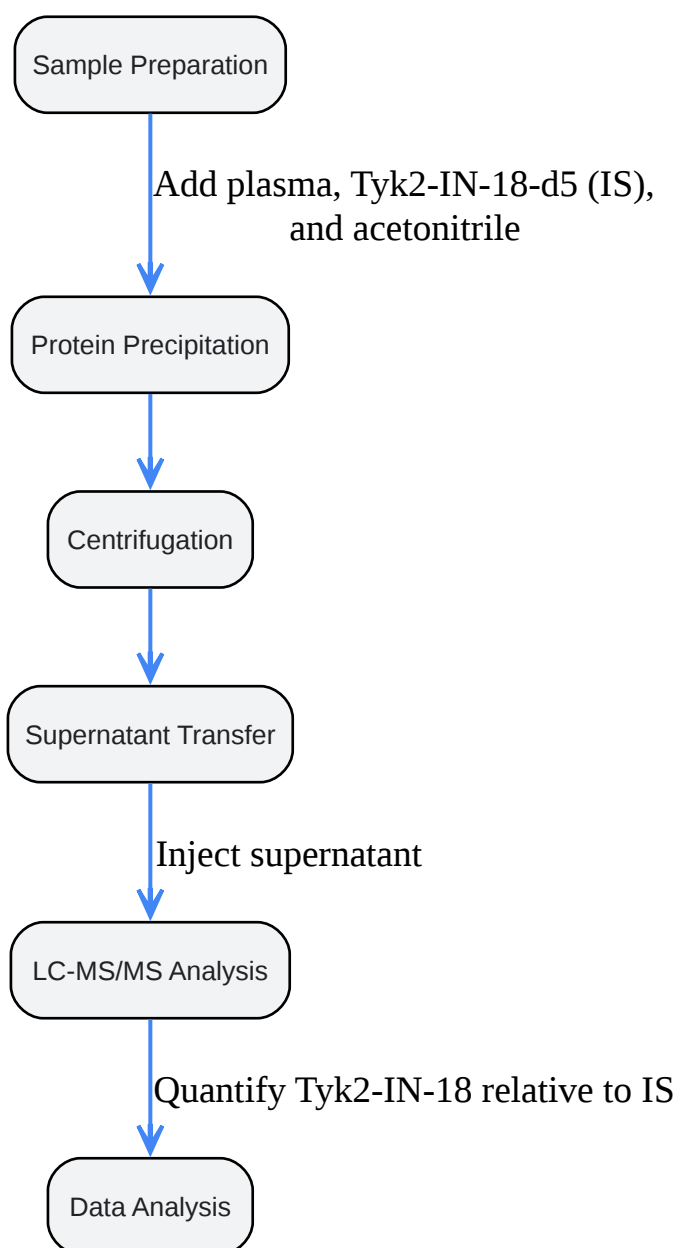 Sample Preparation
Add plasma, Tyk2-IN-18-d5 (IS),
and acetonitrile
Protein Precipitation
Centrifugation
Supernatant Transfer
Inject supernatant
LC-MS/MS Analysis
Quantify Tyk2-IN-18 relative to IS
Data Analysis